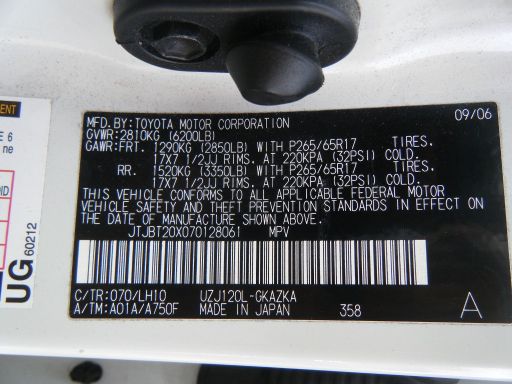 MFD.BY:TOYOTA MOTOR CORPORATION 09/06
GVWR:2810KG (6200LB)
GAWR:FRT. 1290KG (2850LB) WITH P265/65R17 TIRES.
17X7 1/2JJ RIMS. AT 220KPA (32PSI) COLD.
RR. 1520KG (3350LB) WITH P265/65R17 TIRES.
17X7 1/2JJ RIMS. AT 220KPA (32PSI) COLD.
THIS VEHICLE CONFORMS TO ALL APPLICABLE FEDERAL MOTOR
VEHICLE SAFETY AND THEFT PREVENTION STANDARDS IN EFFECT ON
THE DATE OF MANUFACTURE SHOWN ABOVE.
JTJBT20X070128061 MPV
C/TR:070/LH10 UZJ120L-GKAZKA
A/TM:A01A/A750F MADE IN JAPAN 358 A
E 6
ne
UG
60212